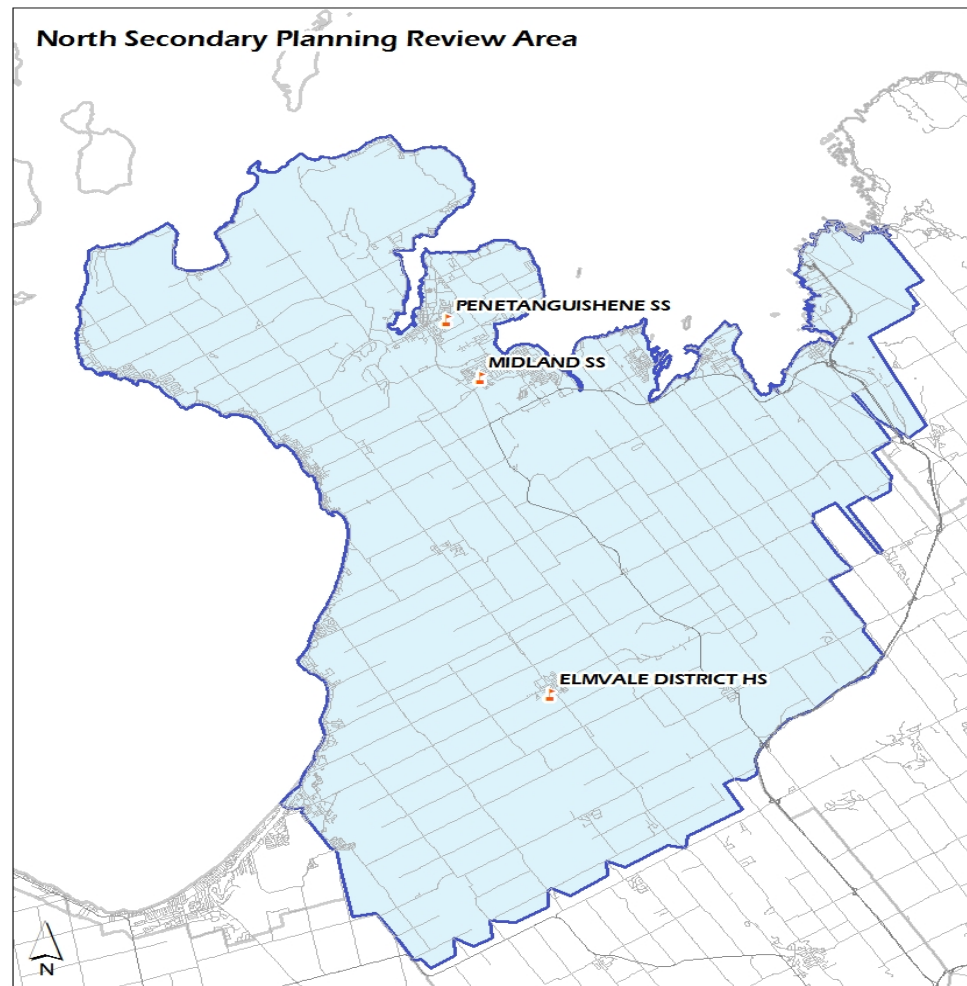 North Secondary Planning Review Area
PENETANGUISHENE SS
MIDLAND SS
ELMVALE DISTRICT HS
N